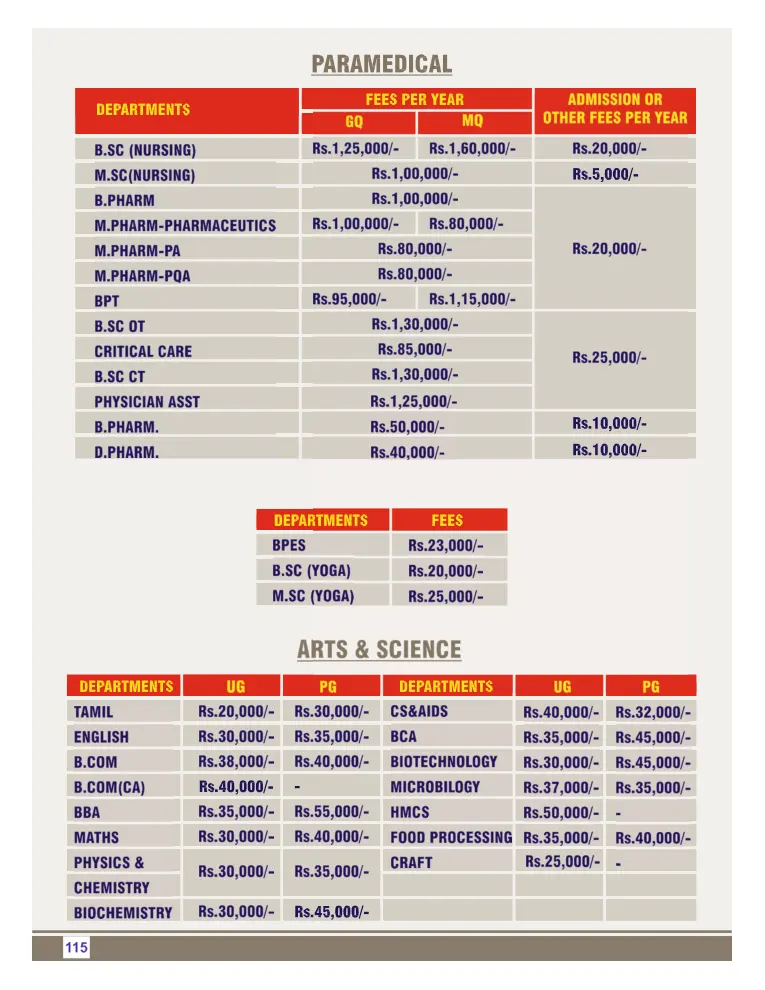 PARAMEDICAL
DEPARTMENTS FEES PER YEAR ADMISSION OR OTHER FEES PER YEAR
GQ MQ
B.SC (NURSING) Rs.1,25,000/- Rs.1,60,000/- Rs.20,000/-
M.SC(NURSING) Rs.1,00,000/- Rs.5,000/-
B.PHARM Rs.1,00,000/-
M.PHARM-PHARMACEUTICS Rs.1,00,000/- Rs.80,000/-
M.PHARM-PA Rs.80,000/- Rs.20,000/-
M.PHARM-PQA Rs.80,000/-
BPT Rs.95,000/- Rs.1,15,000/-
B.SC OT Rs.1,30,000/-
CRITICAL CARE Rs.85,000/- Rs.25,000/-
B.SC CT Rs.1,30,000/-
PHYSICIAN ASST Rs.1,25,000/-
B.PHARM. Rs.50,000/- Rs.10,000/-
D.PHARM. Rs.40,000/- Rs.10,000/-
DEPARTMENTS FEES
BPES Rs.23,000/-
B.SC (YOGA) Rs.20,000/-
M.SC (YOGA) Rs.25,000/-
ARTS & SCIENCE
DEPARTMENTS UG PG DEPARTMENTS UG PG
TAMIL Rs.20,000/- Rs.30,000/- CS&AIDS Rs.40,000/- Rs.32,000/-
ENGLISH Rs.30,000/- Rs.35,000/- BCA Rs.35,000/- Rs.45,000/-
B.COM Rs.38,000/- Rs.40,000/- BIOTECHNOLOGY Rs.30,000/- Rs.45,000/-
B.COM(CA) Rs.40,000/- - MICROBILOGY Rs.37,000/- Rs.35,000/-
BBA Rs.35,000/- Rs.55,000/- HMCS Rs.50,000/- -
MATHS Rs.30,000/- Rs.40,000/- FOOD PROCESSING Rs.35,000/- Rs.40,000/-
PHYSICS & Rs.30,000/- Rs.35,000/- CRAFT Rs.25,000/- -
CHEMISTRY
BIOCHEMISTRY Rs.30,000/- Rs.45,000/-
115